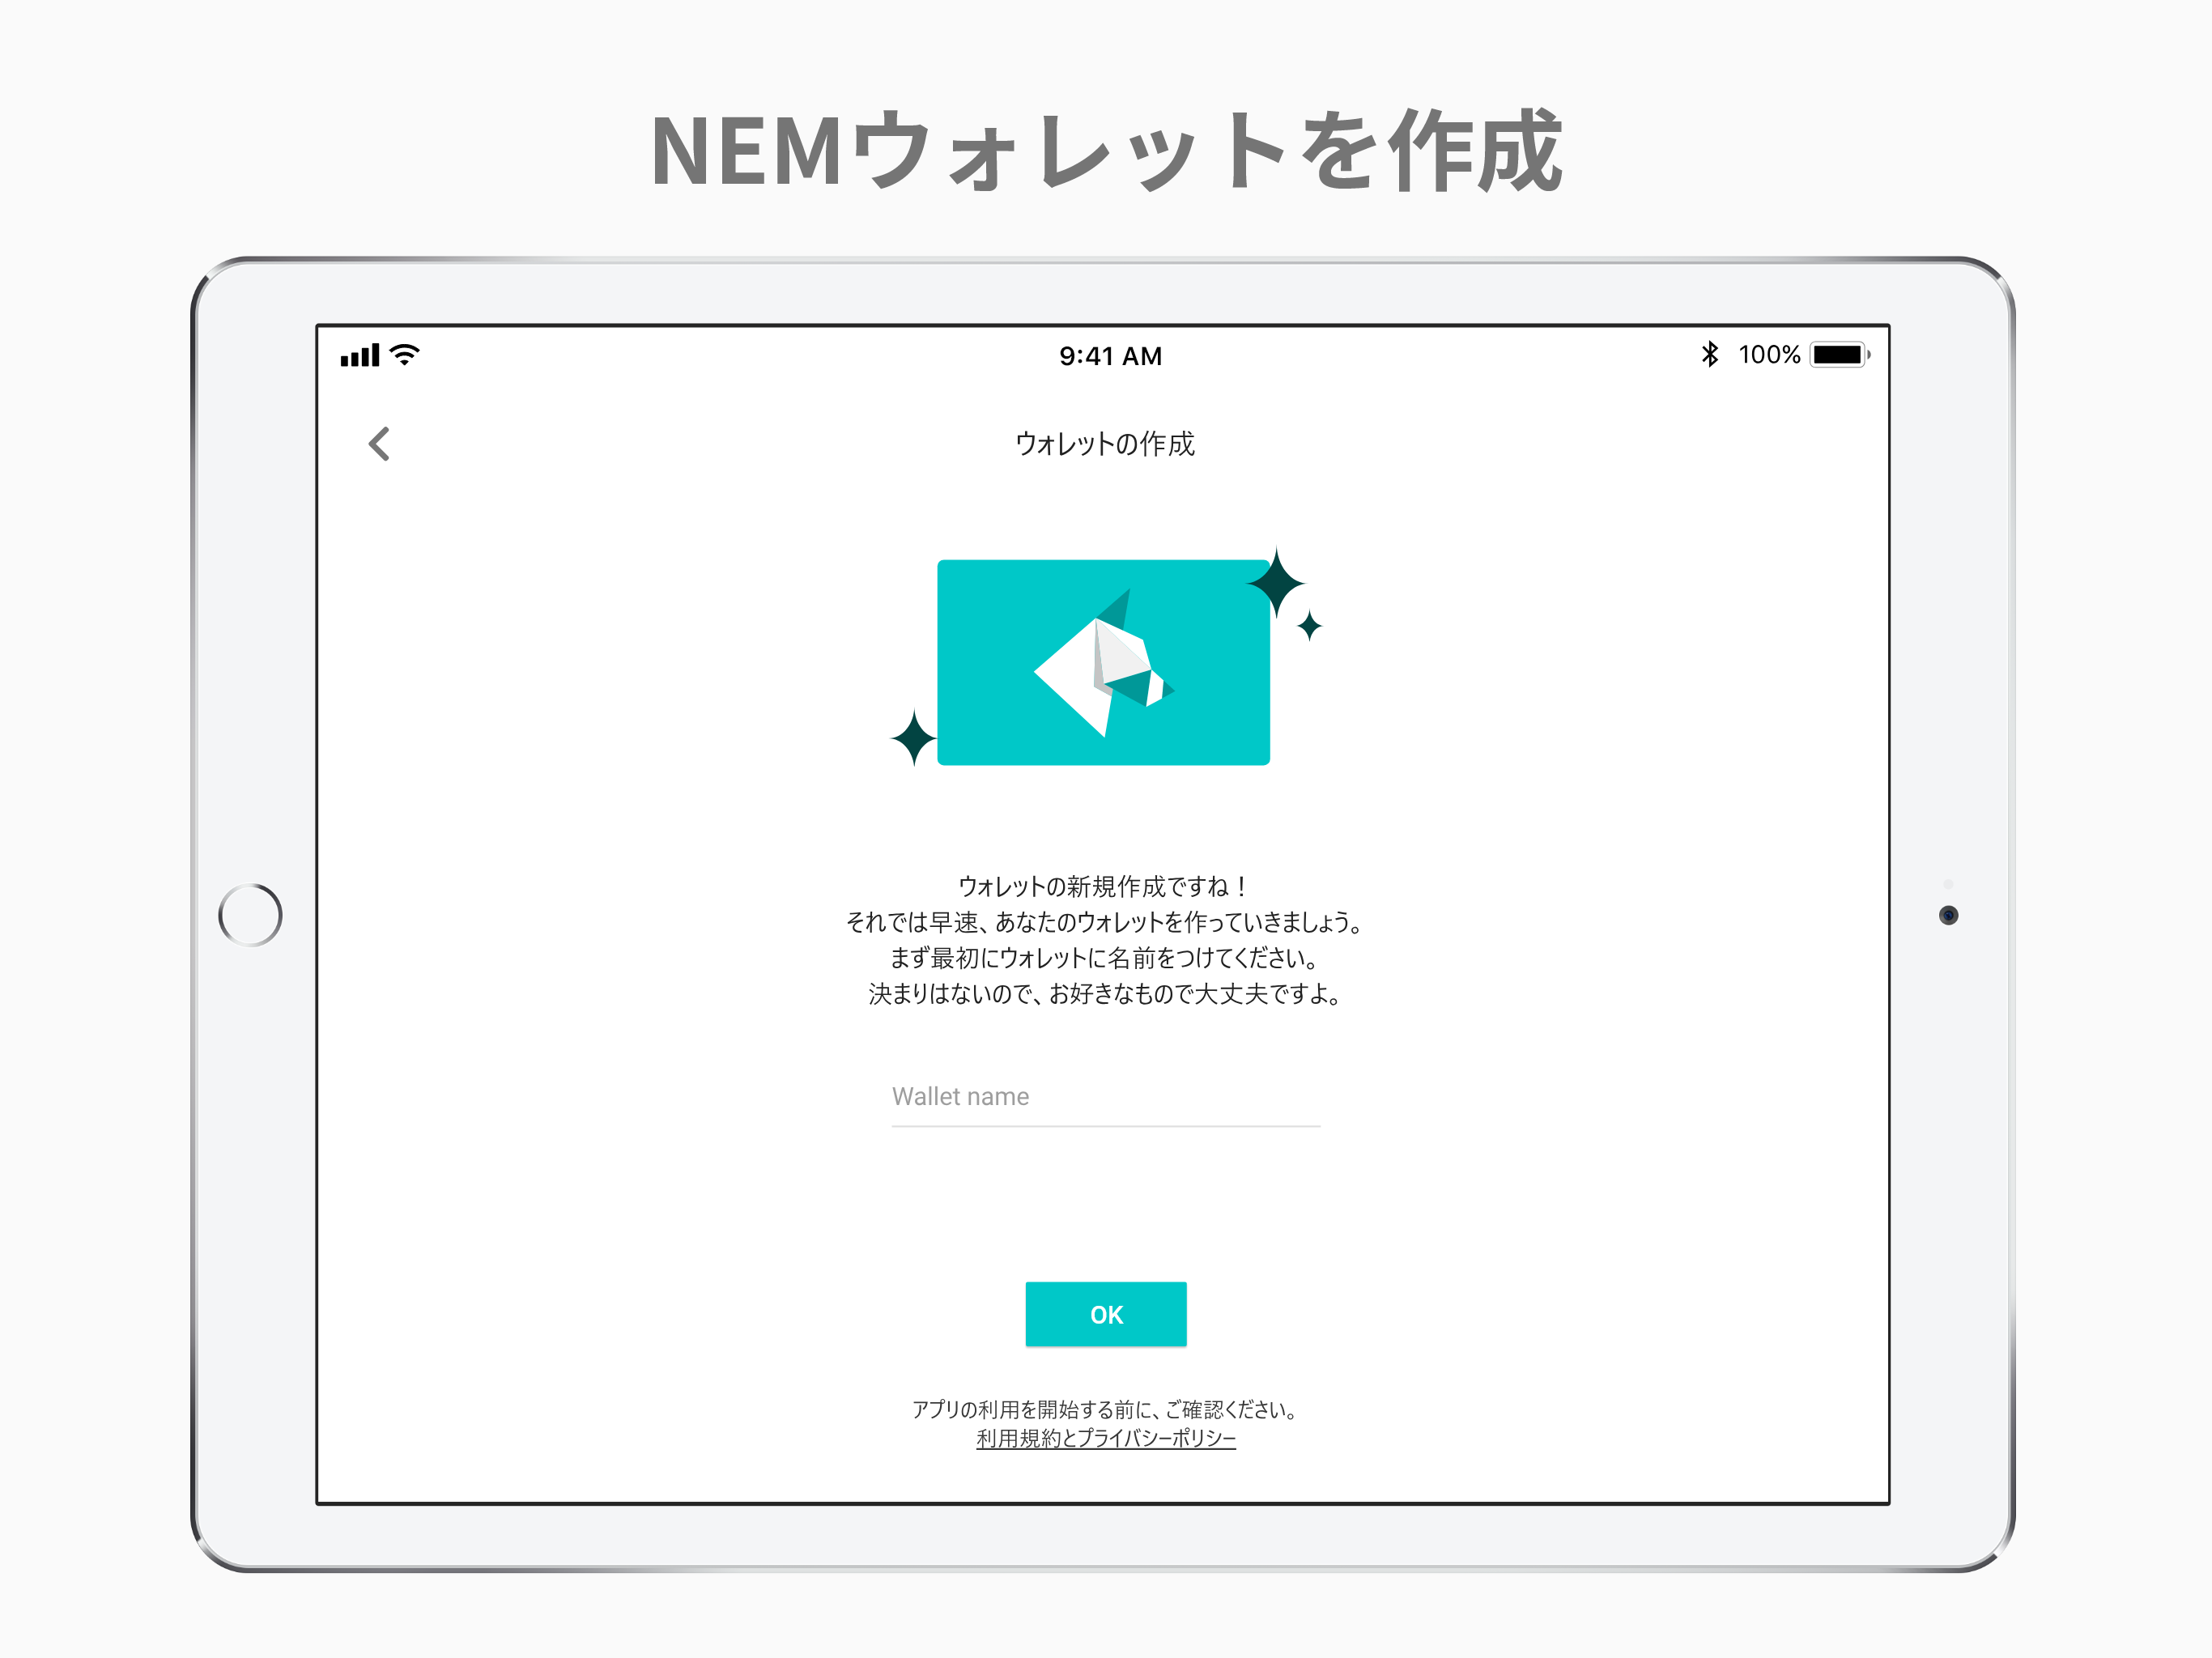 NEMウォレットを作成
9:41 AM
100%
ウォレットの作成
ウォレットの新規作成ですね！
それでは早速、あなたのウォレットを作っていきましょう。
まず最初にウォレットに名前をつけてください。
決まりはないので、お好きなもので大丈夫ですよ。
Wallet name
OK
アプリの利用を開始する前に、ご確認ください。
利用規約とプライバシーポリシー